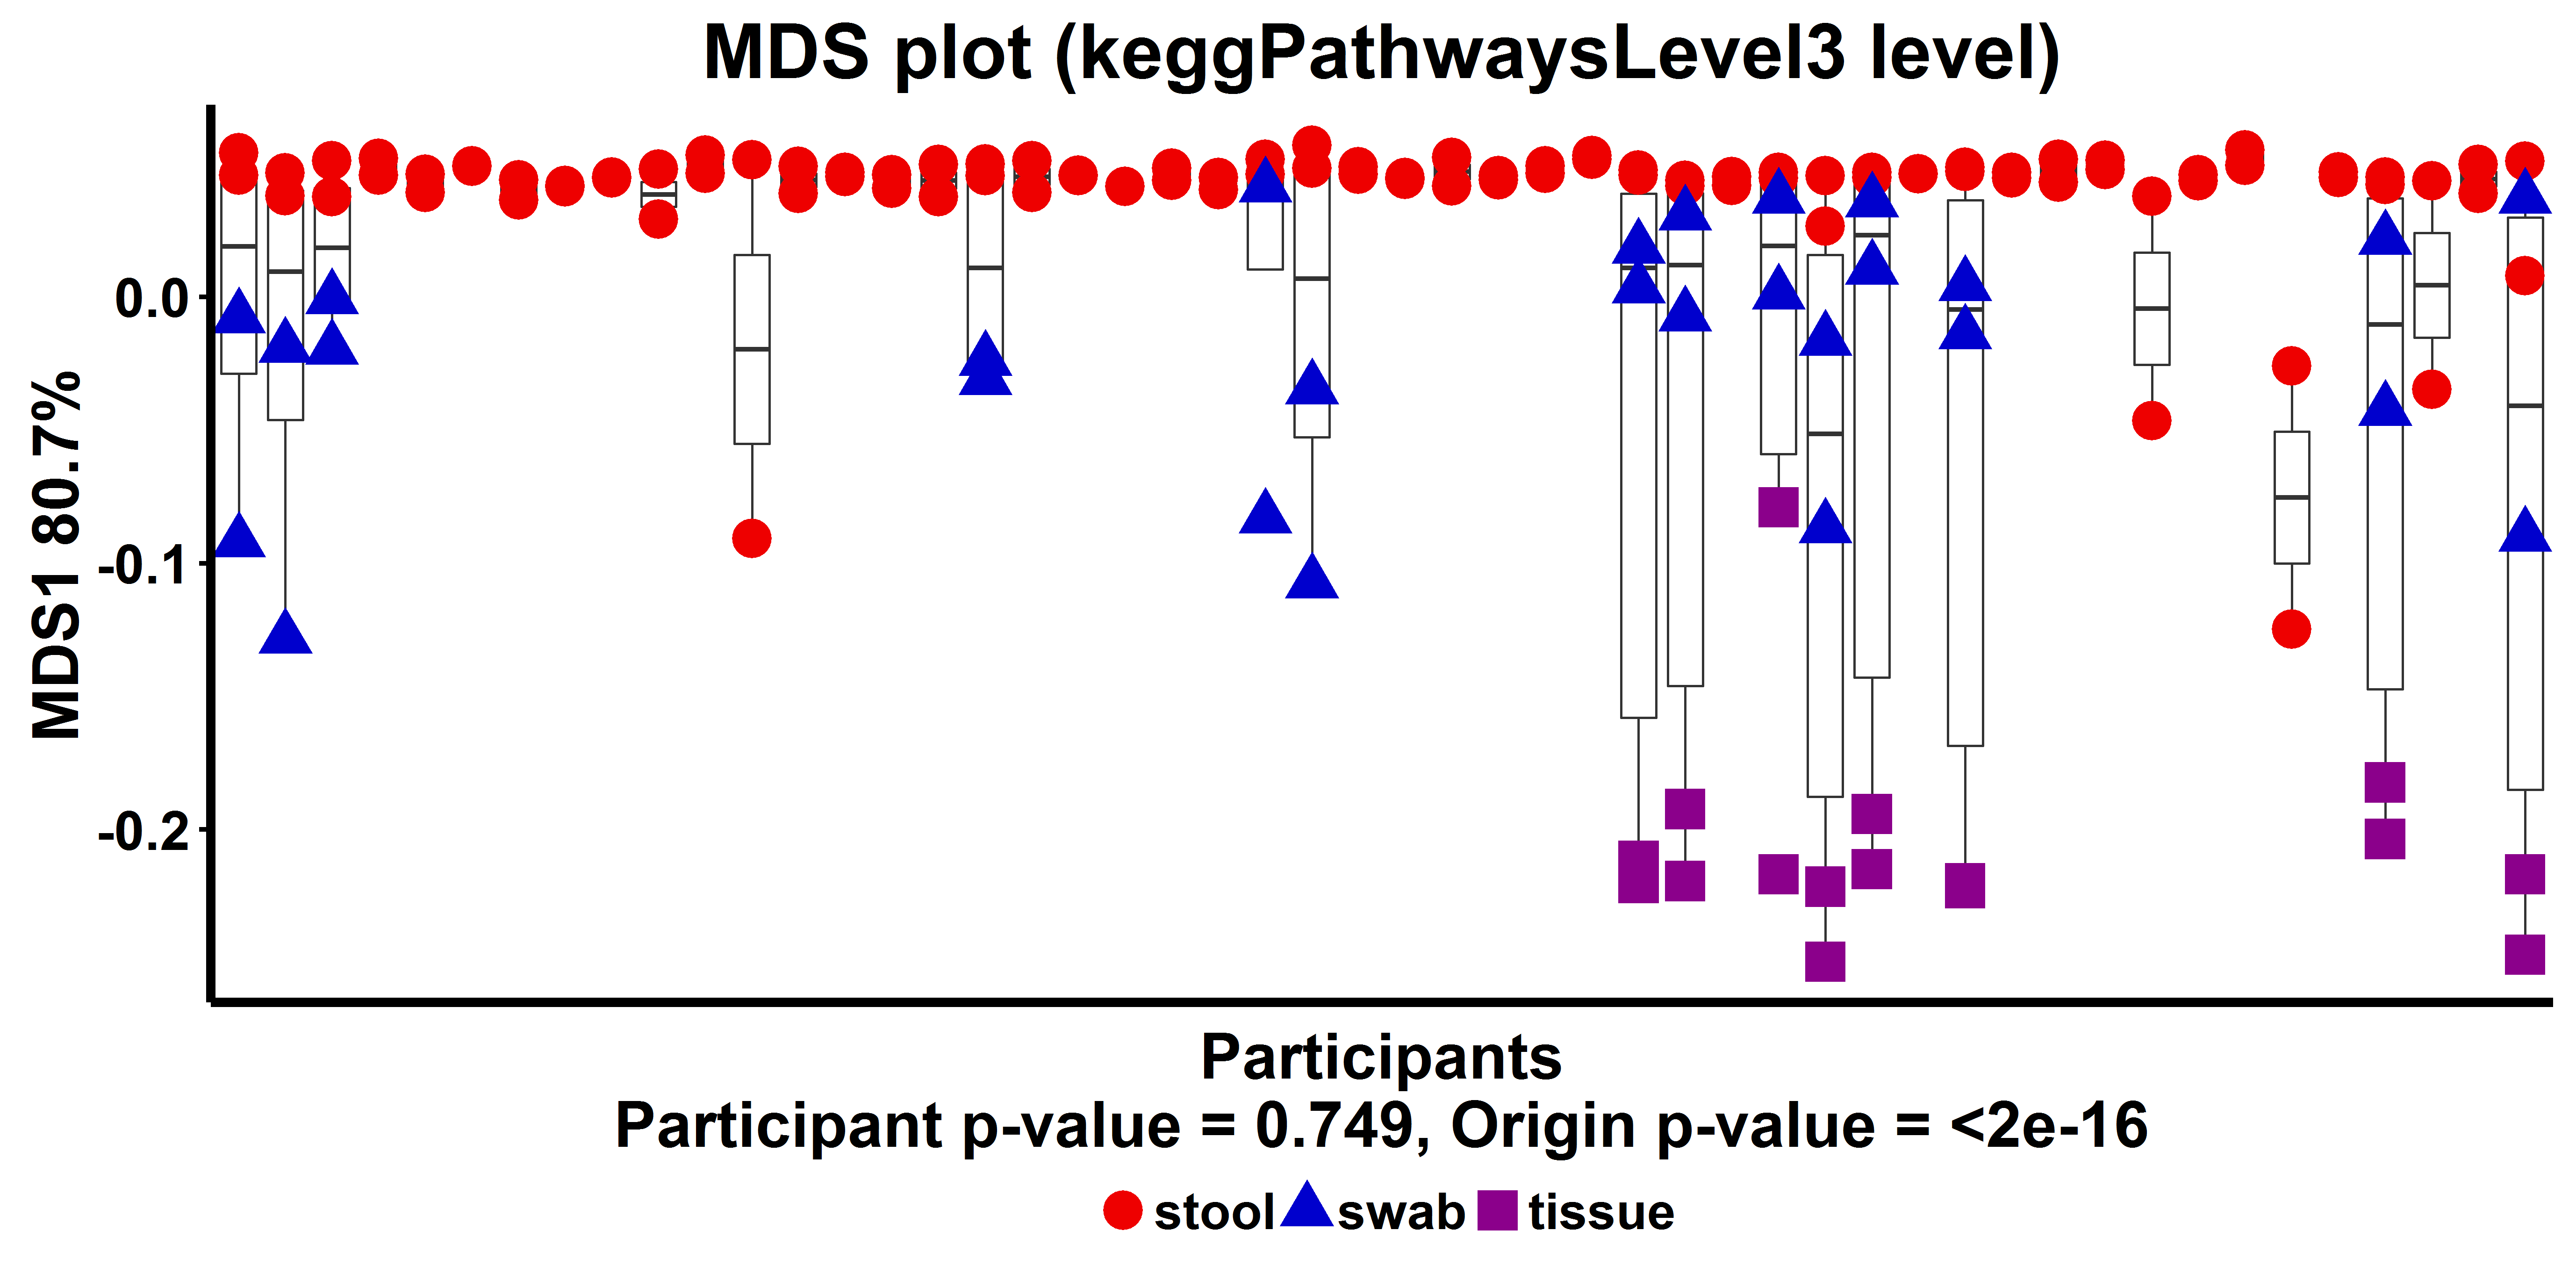 MDS plot (keggPathwaysLevel3 level)
MDS1 80.7%
0.0
-0.1
-0.2
Participants
Participant p-value = 0.749, Origin p-value = <2e-16
stool swab tissue